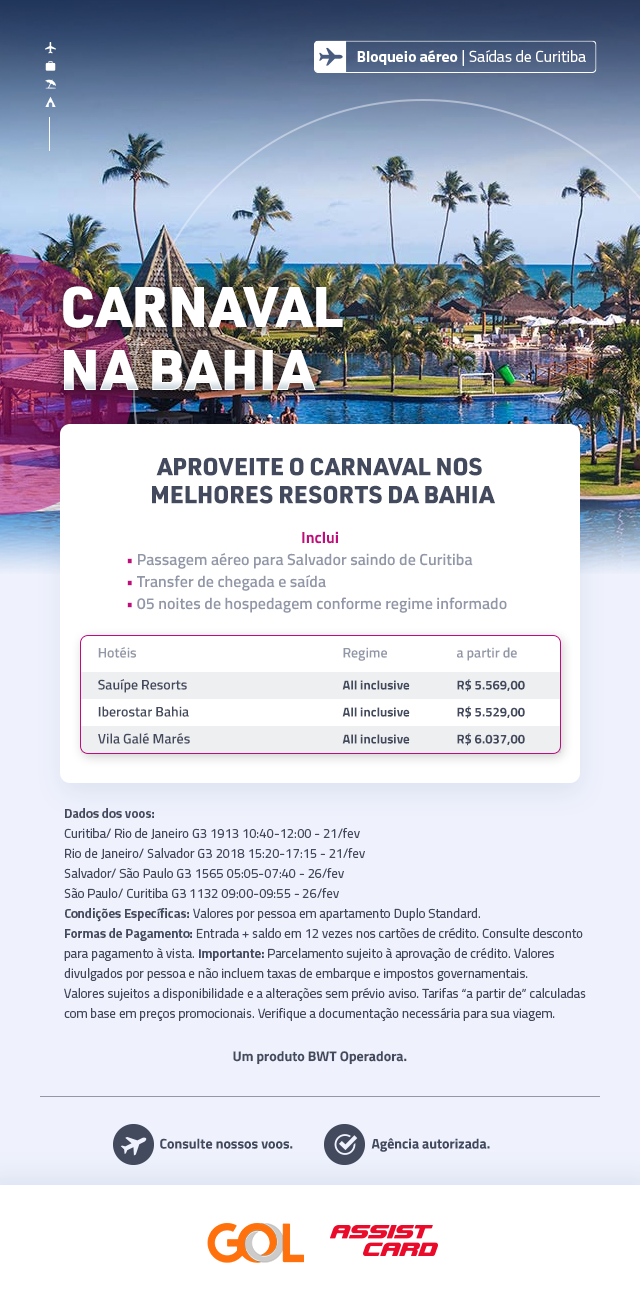 Bloqueio aéreo | Saídas de Curitiba
CARNAVAL
NA BAHIA
APROVEITE O CARNAVAL NOS
MELHORES RESORTS DA BAHIA
Inclui
▪ Passagem aéreo para Salvador saindo de Curitiba
▪ Transfer de chegada e saída
▪ 05 noites de hospedagem conforme regime informado
Hotéis Regime a partir de
Sauípe Resorts All inclusive R$ 5.569,00
Iberostar Bahia All inclusive R$ 5.529,00
Vila Galé Marés All inclusive R$ 6.037,00
Dados dos voos:
Curitiba/ Rio de Janeiro G3 1913 10:40-12:00 - 21/fev
Rio de Janeiro/ Salvador G3 2018 15:20-17:15 - 21/fev
Salvador/ São Paulo G3 1565 05:05-07:40 - 26/fev
São Paulo/ Curitiba G3 1132 09:00-09:55 - 26/fev
Condições Específicas: Valores por pessoa em apartamento Duplo Standard.
Formas de Pagamento: Entrada + saldo em 12 vezes nos cartões de crédito. Consulte desconto
para pagamento à vista. Importante: Parcelamento sujeito à aprovação de crédito. Valores
divulgados por pessoa e não incluem taxas de embarque e impostos governamentais.
Valores sujeitos a disponibilidade e a alterações sem prévio aviso. Tarifas “a partir de” calculadas
com base em preços promocionais. Verifique a documentação necessária para sua viagem.
Um produto BWT Operadora.
Consulte nossos voos. Agência autorizada.
GOL ASSIST
CARD